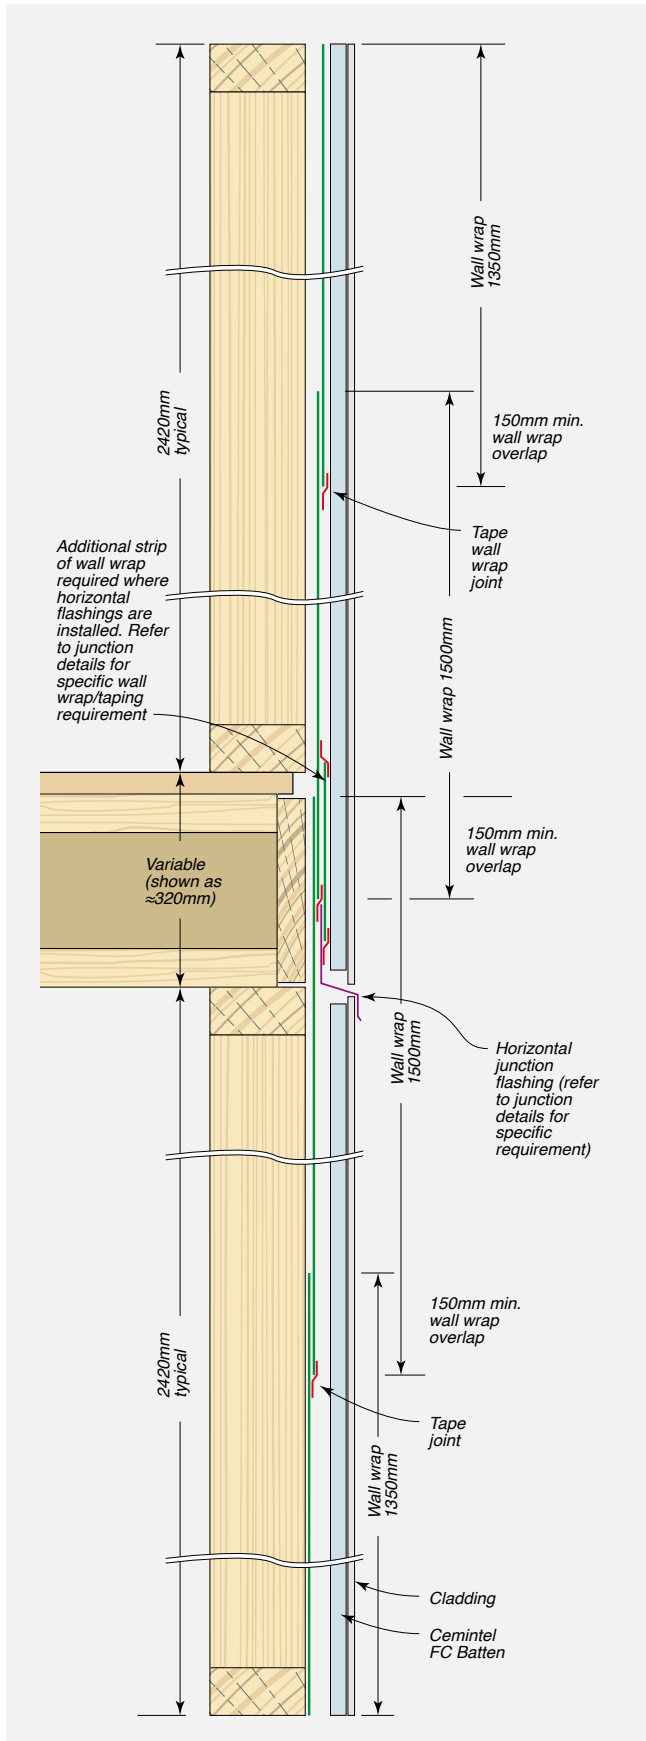 Wall wrap
1350mm
2420mm
typical
150mm min.
wall wrap
overlap
Tape
wall
wrap
joint
Additional strip
of wall wrap
required where
horizontal
flashings are
installed. Refer
to junction
details for
specific wall
wrap/taping
requirement
Wall wrap 1500mm
150mm min.
wall wrap
overlap
Variable
(shown as
≈320mm)
Wall wrap
1500mm
Horizontal
junction
flashing (refer
to junction
details for
specific
requirement)
150mm min.
wall wrap
overlap
2420mm
typical
Tape
joint
Wall wrap
1350mm
Cladding
Cemintel
FC Batten